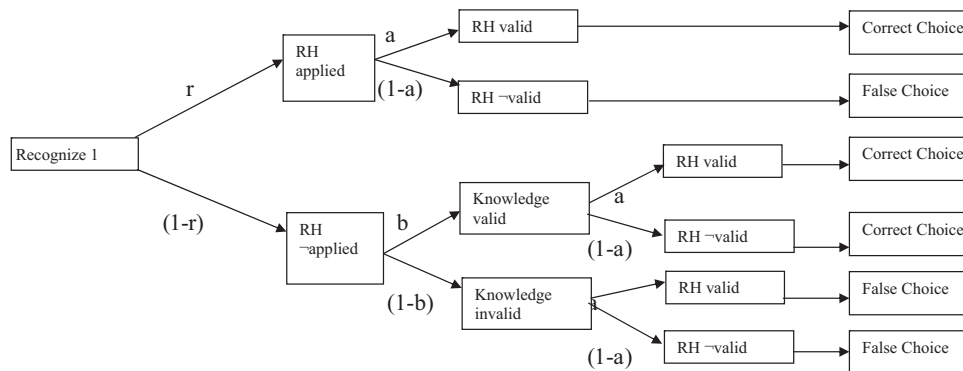 Recognize 1
r
(1-r)
RH
applied
a
(1-a)
RH valid
Correct Choice
RH ¬valid
False Choice
RH
¬applied
b
(1-b)
Knowledge
valid
a
(1-a)
RH valid
Correct Choice
RH ¬valid
Correct Choice
Knowledge
invalid
(1-a)
RH valid
False Choice
RH ¬valid
False Choice